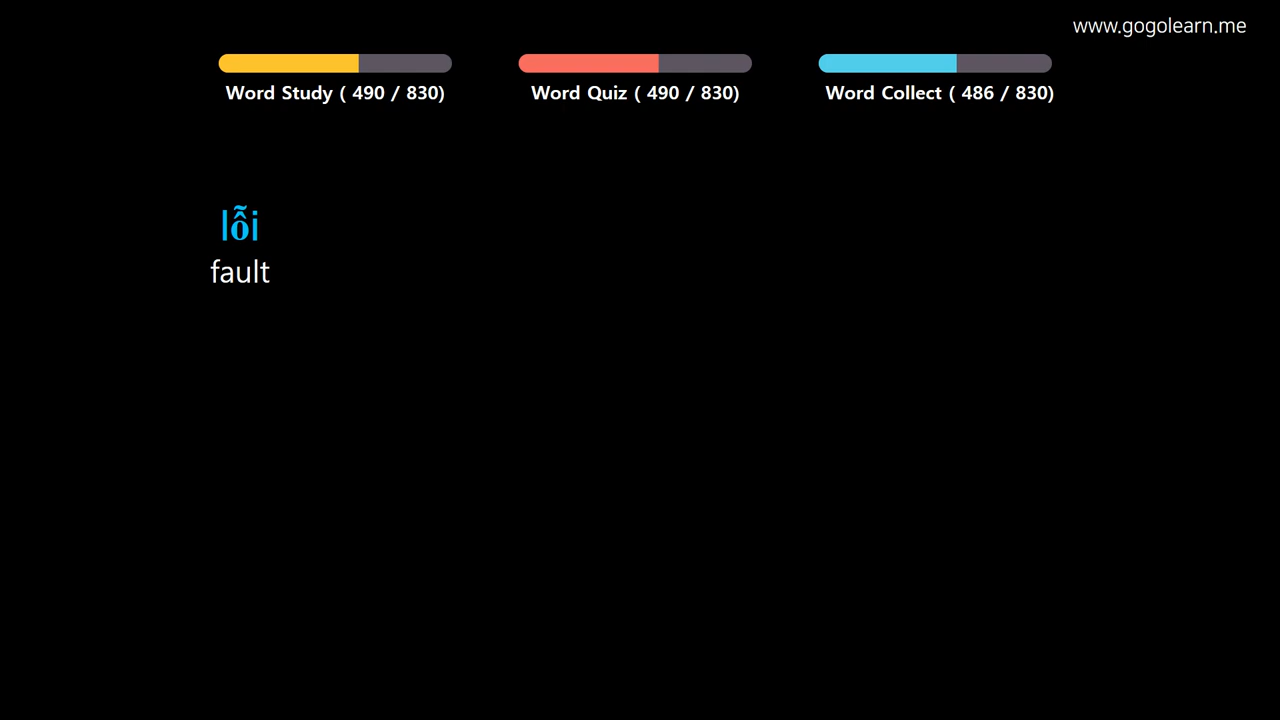 www.gogolearn.me
Word Study ( 490 / 830)
Word Quiz ( 490 / 830)
Word Collect ( 486 / 830)
lỗi
fault